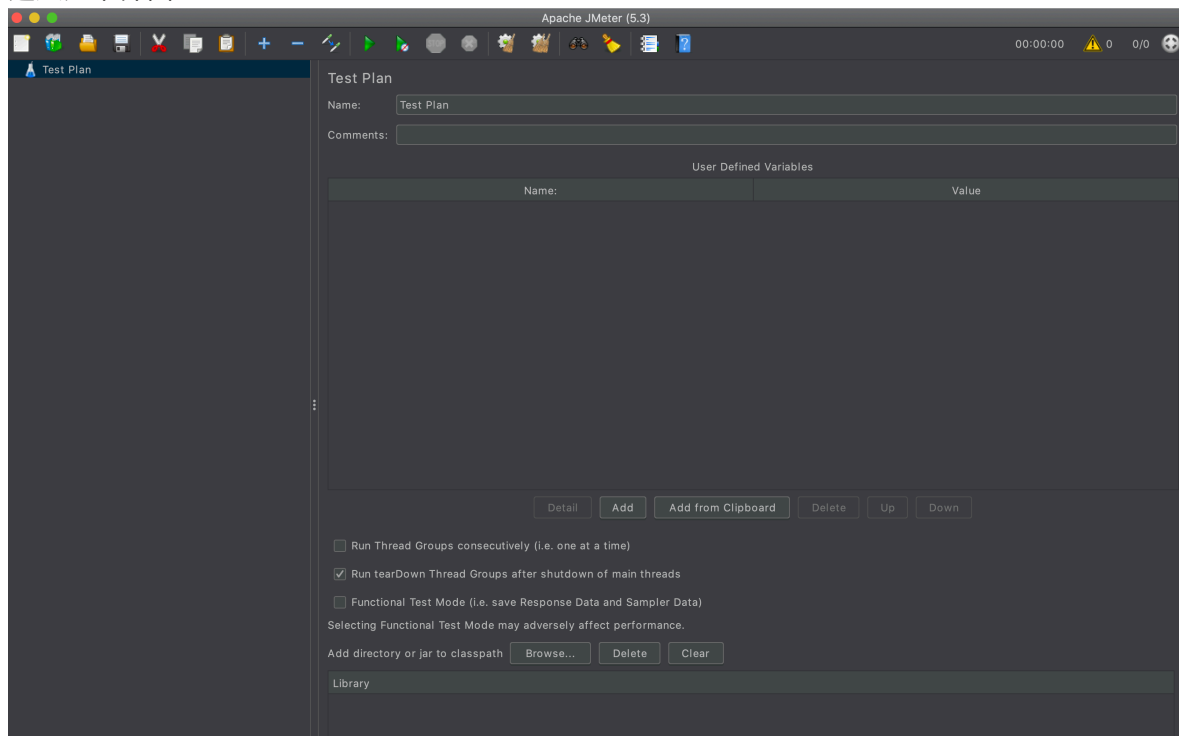 Apache JMeter (5.3)
00:00:00 0 0/0
Test Plan
Test Plan
Name: Test Plan
Comments:
User Defined Variables
Name: Value
Detail Add Add from Clipboard Delete Up Down
Run Thread Groups consecutively (i.e. one at a time)
Run tearDown Thread Groups after shutdown of main threads
Functional Test Mode (i.e. save Response Data and Sampler Data)
Selecting Functional Test Mode may adversely affect performance.
Add directory or jar to classpath Browse... Delete Clear
Library